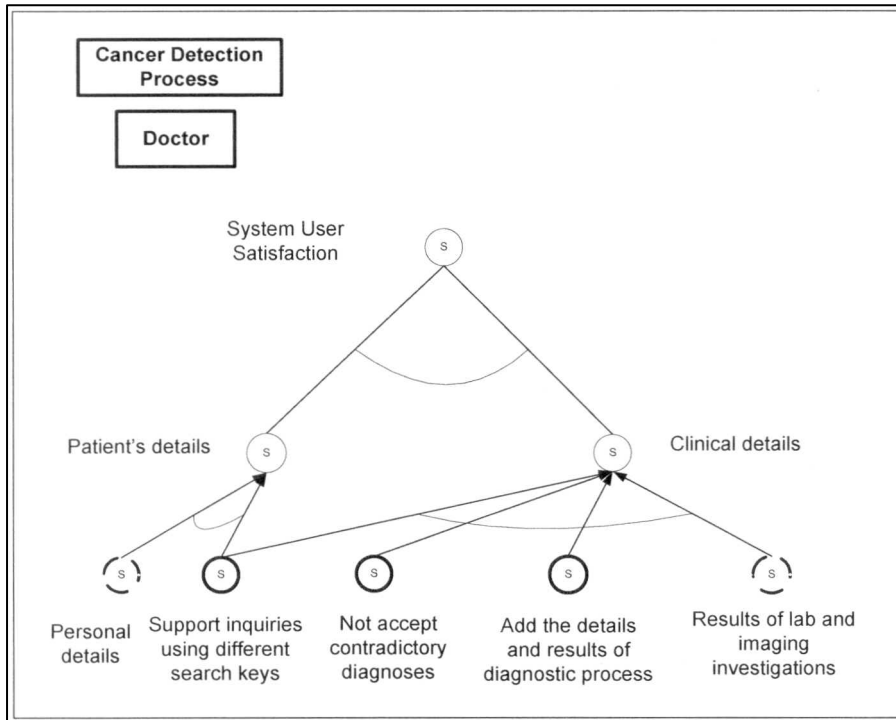 Cancer Detection
Process
Doctor
System User
Satisfaction
S
Patient's details
S
S
Clinical details
S
S
S
S
S
Personal
details
Support inquiries
using different
search keys
Not accept
contradictory
diagnoses
Add the details
and results of
diagnostic process
Results of lab and
imaging
investigations